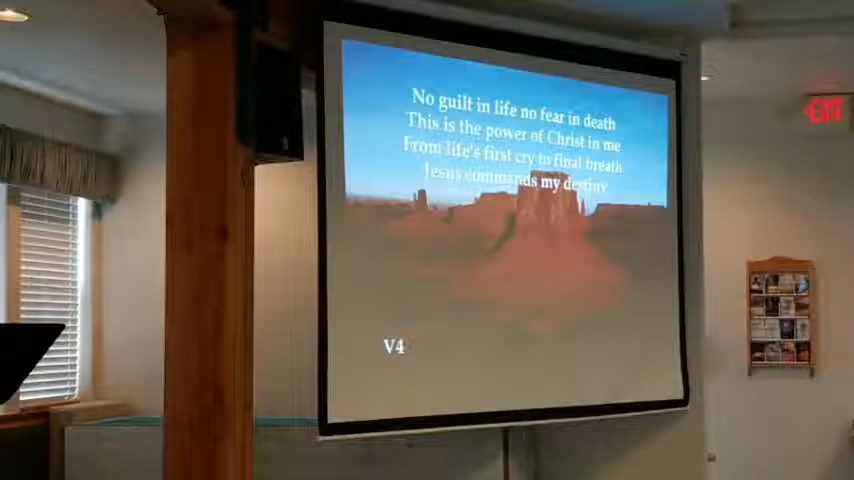 No guilt in life no fear in death
This is the power of Christ in me
From life's first cry to final breath
Jesus commands my destiny
V4
EXIT